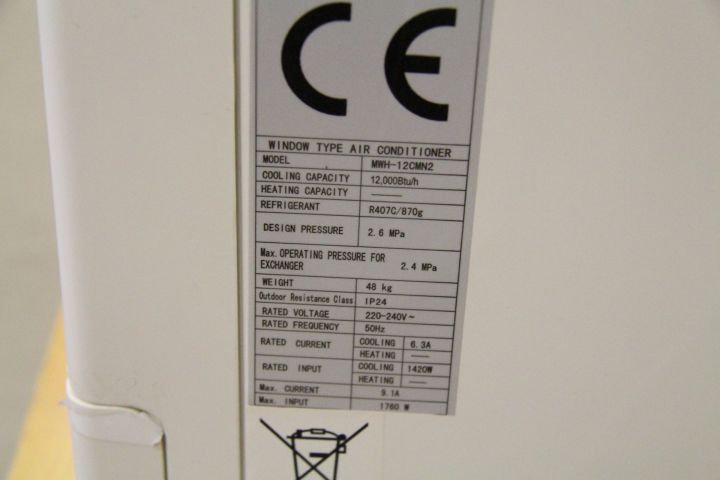 CE
WINDOW TYPE AIR CONDITIONER
MODEL MWH-12CMN2
COOLING CAPACITY 12,000Btu/h
HEATING CAPACITY ——
REFRIGERANT R407C/870g
DESIGN PRESSURE 2.6 MPa
Max. OPERATING PRESSURE FOR
EXCHANGER 2.4 MPa
WEIGHT 48 kg
Outdoor Resistance Class IP24
RATED VOLTAGE 220-240V~
RATED FREQUENCY 50Hz
RATED CURRENT COOLING 6.3A
HEATING ——
RATED INPUT COOLING 1420W
HEATING ——
Max. CURRENT 9.1A
Max. INPUT 1760 W